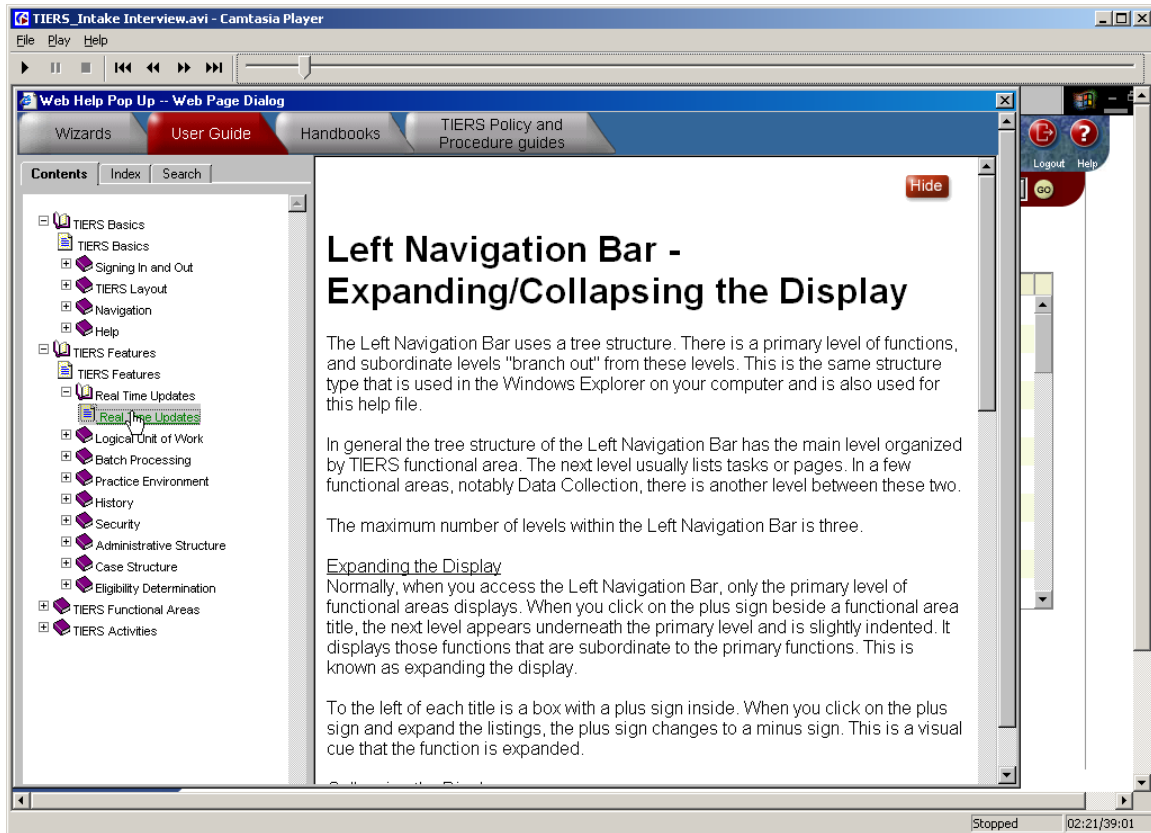 TIERS_Intake Interview.avi - Camtasia Player
File Play Help
Web Help Pop Up -- Web Page Dialog
Wizards
User Guide
Handbooks
TIERS Policy and
Procedure guides
Logout Help
GO
Contents Index Search
Hide
TIERS Basics
TIERS Basics
Signing In and Out
TIERS Layout
Navigation
Help
TIERS Features
TIERS Features
Real Time Updates
Real Time Updates
Logical Unit of Work
Batch Processing
Practice Environment
History
Security
Administrative Structure
Case Structure
Eligibility Determination
TIERS Functional Areas
TIERS Activities
Left Navigation Bar -
Expanding/Collapsing the Display
The Left Navigation Bar uses a tree structure. There is a primary level of functions,
and subordinate levels "branch out" from these levels. This is the same structure
type that is used in the Windows Explorer on your computer and is also used for
this help file.
In general the tree structure of the Left Navigation Bar has the main level organized
by TIERS functional area. The next level usually lists tasks or pages. In a few
functional areas, notably Data Collection, there is another level between these two.
The maximum number of levels within the Left Navigation Bar is three.
Expanding the Display
Normally, when you access the Left Navigation Bar, only the primary level of
functional areas displays. When you click on the plus sign beside a functional area
title, the next level appears underneath the primary level and is slightly indented. It
displays those functions that are subordinate to the primary functions. This is
known as expanding the display.
To the left of each title is a box with a plus sign inside. When you click on the plus
sign and expand the listings, the plus sign changes to a minus sign. This is a visual
cue that the function is expanded.
Stopped 02:21/39:01